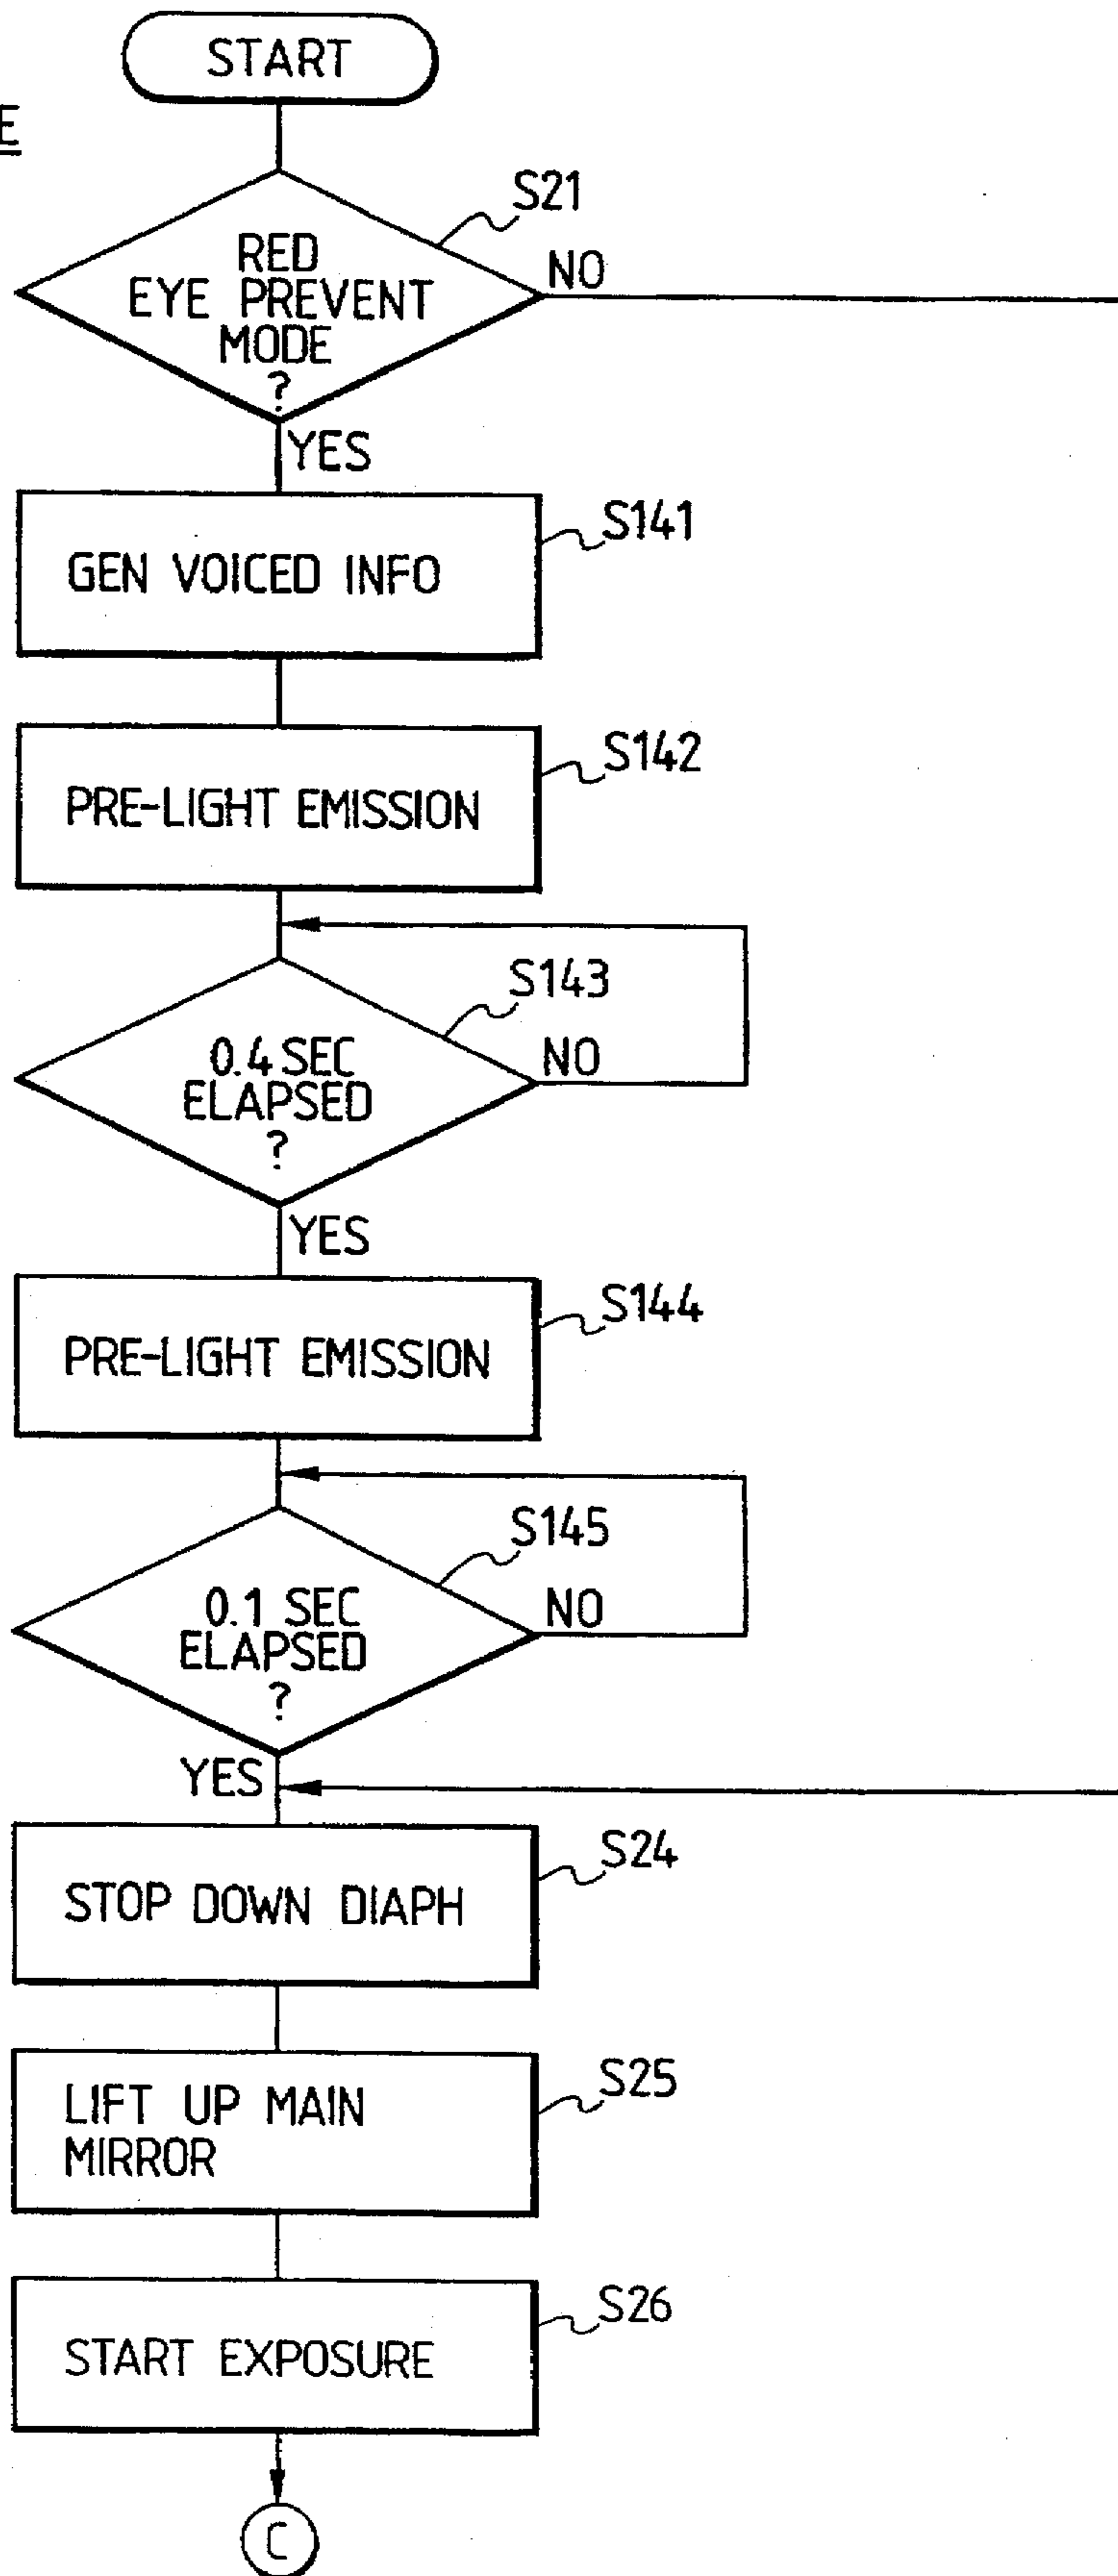 START
E
S21
RED
EYE PREVENT
MODE
?
NO
YES
S141
GEN VOICED INFO
S142
PRE-LIGHT EMISSION
S143
0.4 SEC
ELAPSED
?
NO
YES
S144
PRE-LIGHT EMISSION
S145
0.1 SEC
ELAPSED
?
NO
YES
S24
STOP DOWN DIAPH
S25
LIFT UP MAIN
MIRROR
S26
START EXPOSURE
C